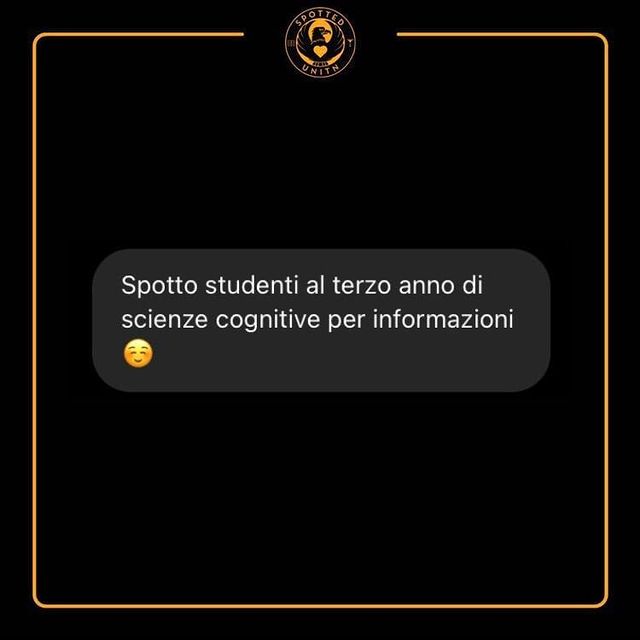 SPOTTED
UNITN
Spotto studenti al terzo anno di
scienze cognitive per informazioni
☺️